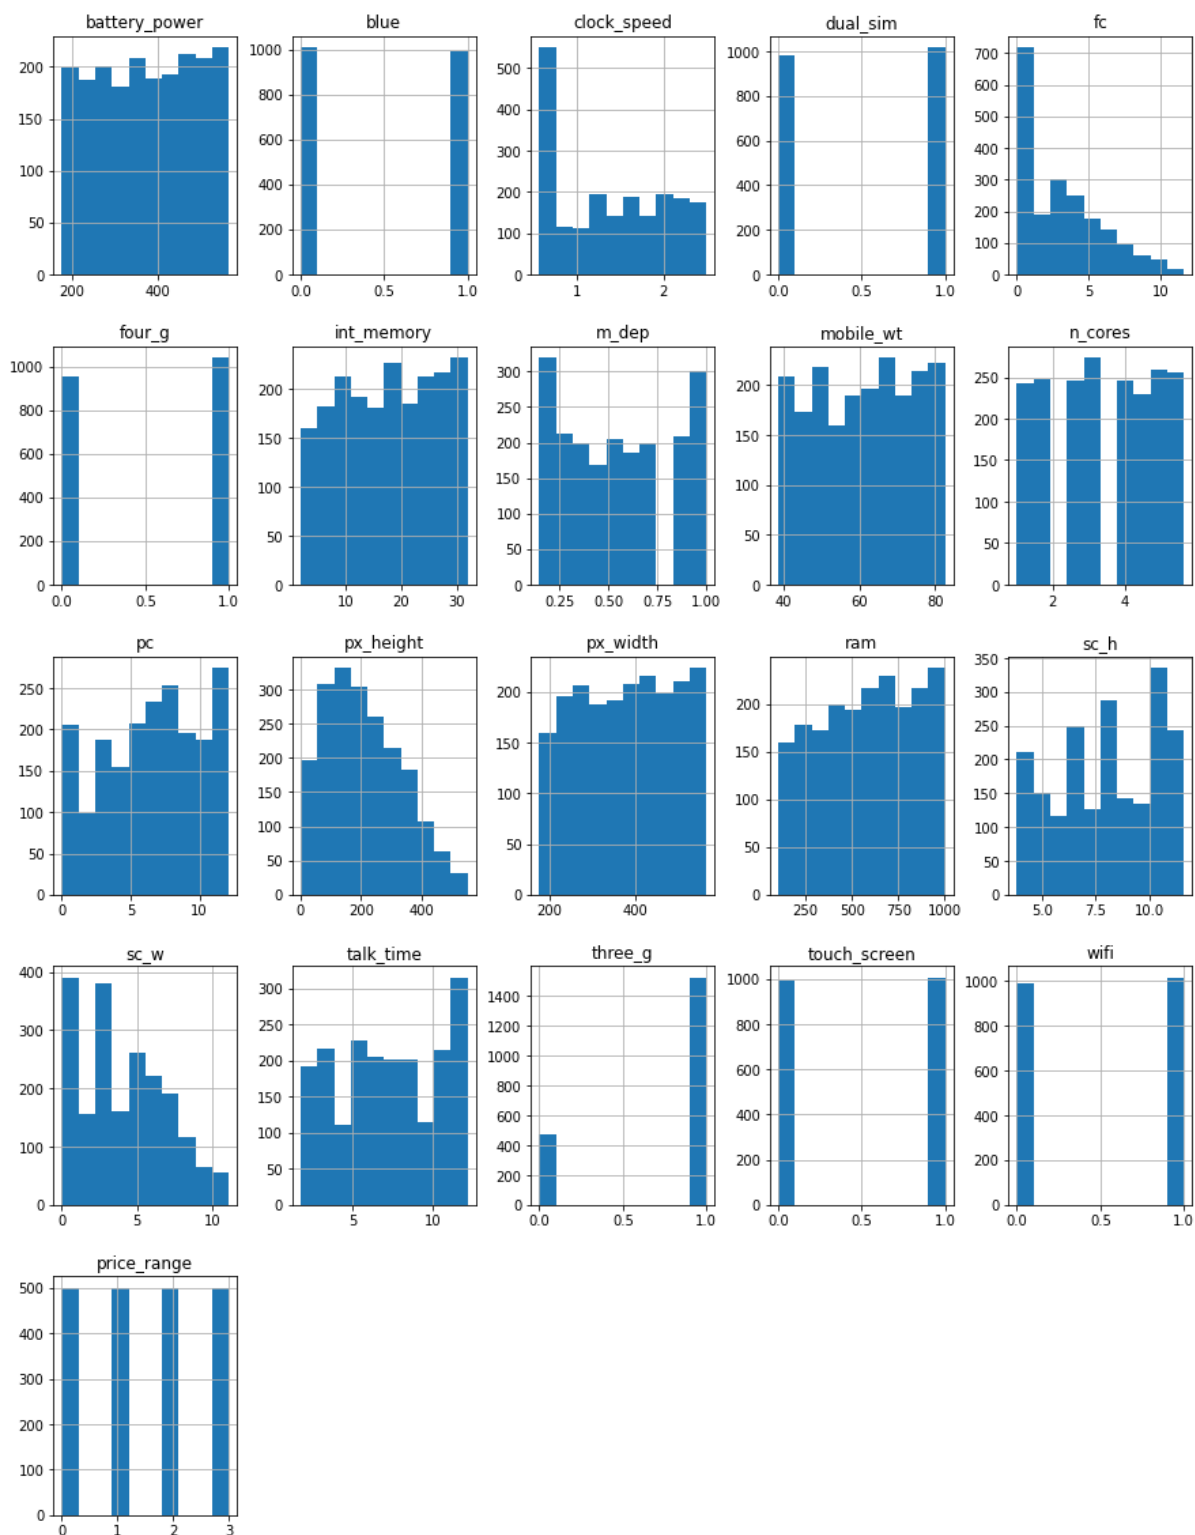 battery_power blue clock_speed dual_sim fc
200 150 100 50 0
1000 800 600 400 200 0
500 400 300 200 100 0
1000 800 600 400 200 0
700 600 500 400 300 200 100 0
200 400 0.0 0.5 1.0 1 2 0.0 0.5 1.0 0 5 10
four_g int_memory m_dep mobile_wt n_cores
1000 800 600 400 200 0
200 150 100 50 0
300 250 200 150 100 50 0
200 150 100 50 0
250 200 150 100 50 0
0.0 0.5 1.0 10 20 30 0.25 0.50 0.75 1.00 40 60 80 2 4
pc px_height px_width ram sc_h
250 200 150 100 50 0
300 250 200 150 100 50 0
200 150 100 50 0
200 150 100 50 0
350 300 250 200 150 100 50 0
0 5 10 0 200 400 200 400 250 500 750 1000 5.0 7.5 10.0
sc_w talk_time three_g touch_screen wifi
400 300 200 100 0
300 250 200 150 100 50 0
1400 1200 1000 800 600 400 200 0
1000 800 600 400 200 0
1000 800 600 400 200 0
0 5 10 5 10 0.0 0.5 1.0 0.0 0.5 1.0 0.0 0.5 1.0
price_range
500 400 300 200 100 0
0 1 2 3